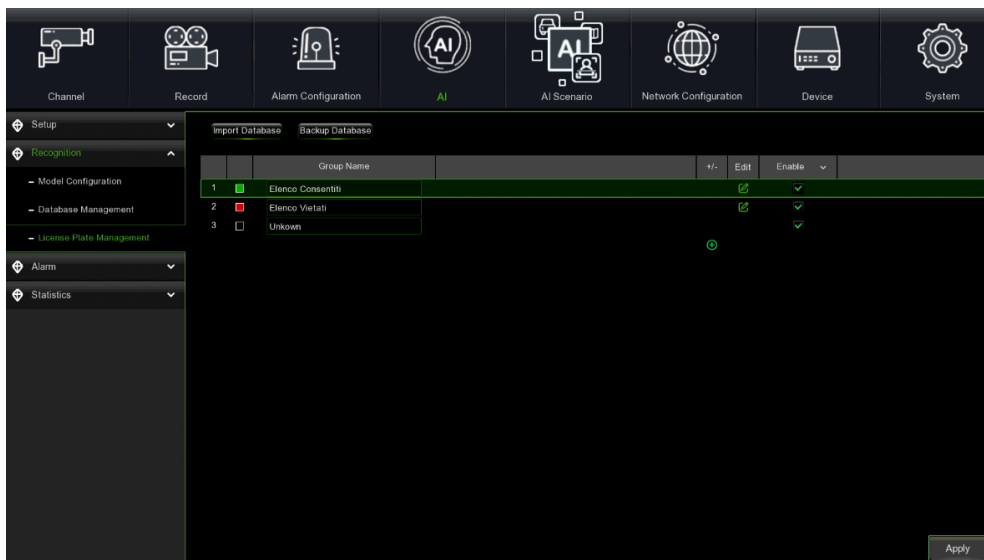 AI
AI
Channel Record Alarm Configuration AI AI Scenario Network Configuration Device System
Setup
Recognition
Model Configuration
Database Management
License Plate Management
Alarm
Statistics
Import Database Backup Database
Group Name +/- Edit Enable
1 Elenco Consentiti
2 Elenco Vietati
3 Unkown
Apply